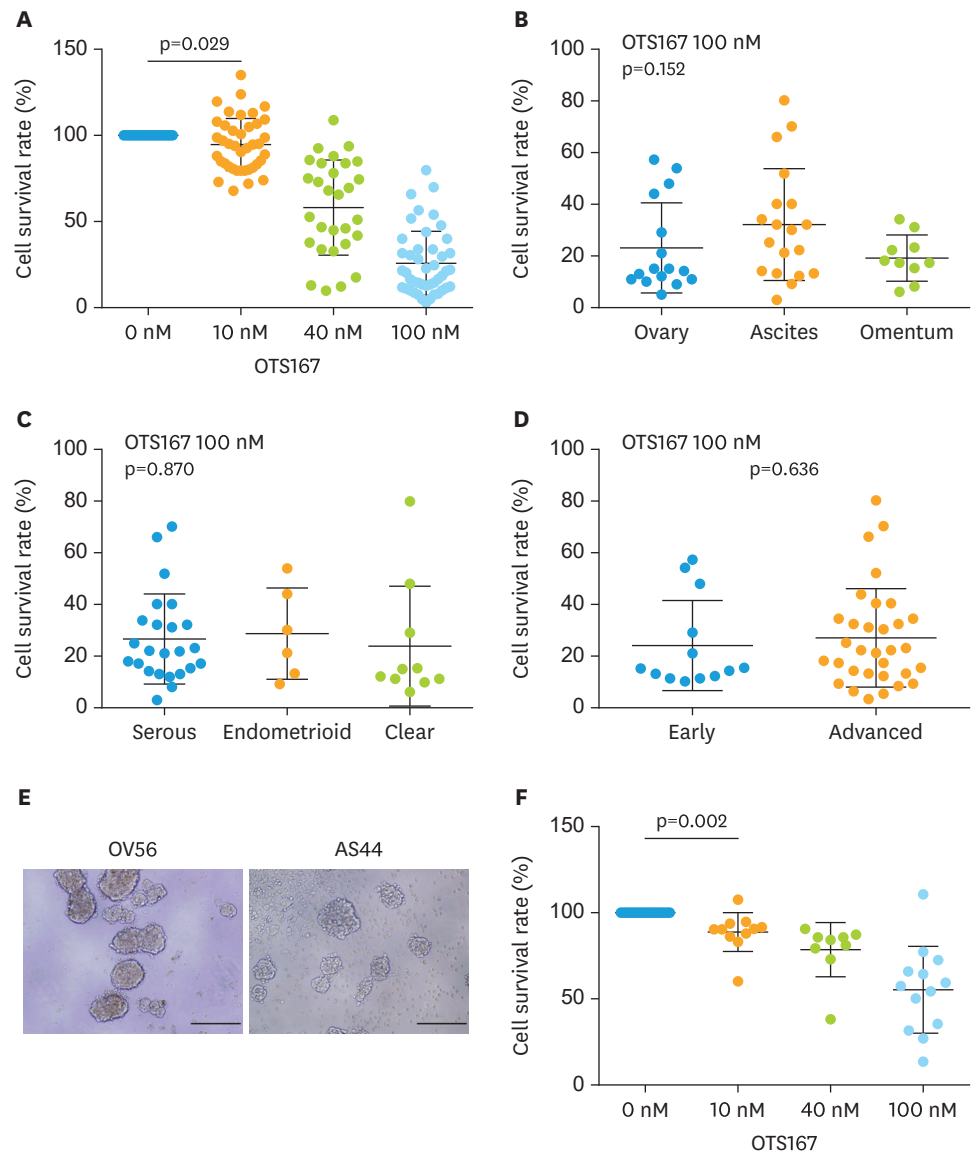 A
Cell survival rate (%)
150
100
50
0
p=0.029
0 nM
10 nM
40 nM
100 nM
OTS167
B
Cell survival rate (%)
100
80
60
40
20
0
OTS167 100 nM
p=0.152
Ovary
Ascites
Omentum
C
Cell survival rate (%)
100
80
60
40
20
0
OTS167 100 nM
p=0.870
Serous
Endometrioid
Clear
D
Cell survival rate (%)
100
80
60
40
20
0
OTS167 100 nM
p=0.636
Early
Advanced
E
OV56
AS44
F
Cell survival rate (%)
150
100
50
0
p=0.002
0 nM
10 nM
40 nM
100 nM
OTS167